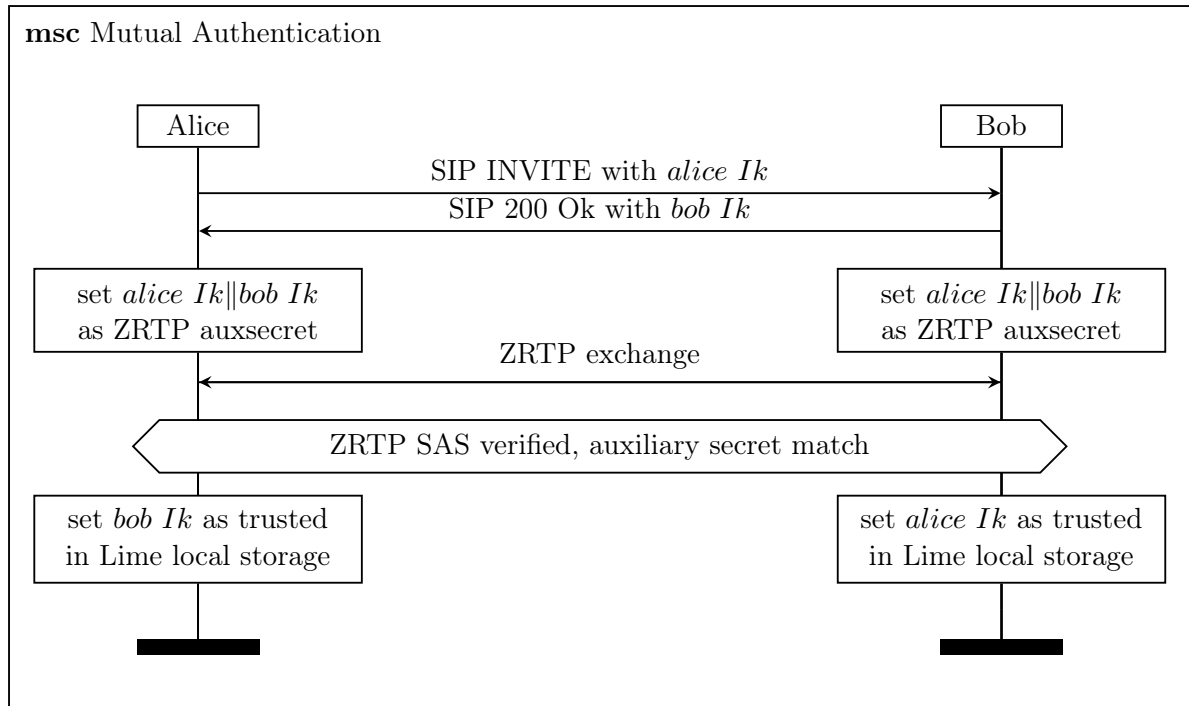 msc Mutual Authentication
Alice
Bob
SIP INVITE with alice Ik
SIP 200 Ok with bob Ik
set alice Ik∥bob Ik
as ZRTP auxsecret
set alice Ik∥bob Ik
as ZRTP auxsecret
ZRTP exchange
ZRTP SAS verified, auxiliary secret match
set bob Ik as trusted
in Lime local storage
set alice Ik as trusted
in Lime local storage